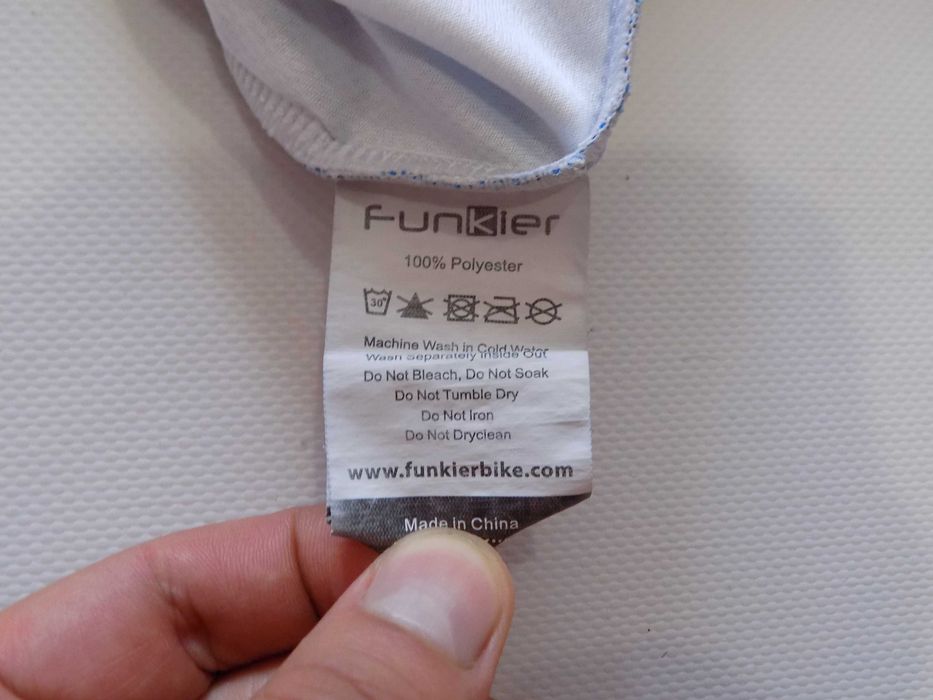 Funkier
100% Polyester
30°
Machine Wash in Cold Water
Wash Separately Inside Out
Do Not Bleach, Do Not Soak
Do Not Tumble Dry
Do Not Iron
Do Not Dryclean
www.funkierbike.com
Made in China